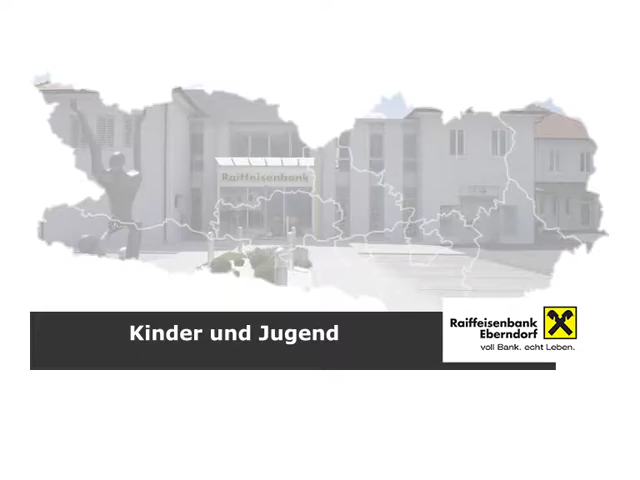 Raiffeisenbank
Kinder und Jugend
Raiffeisenbank
Eberndorf
voll Bank. echt Leben.